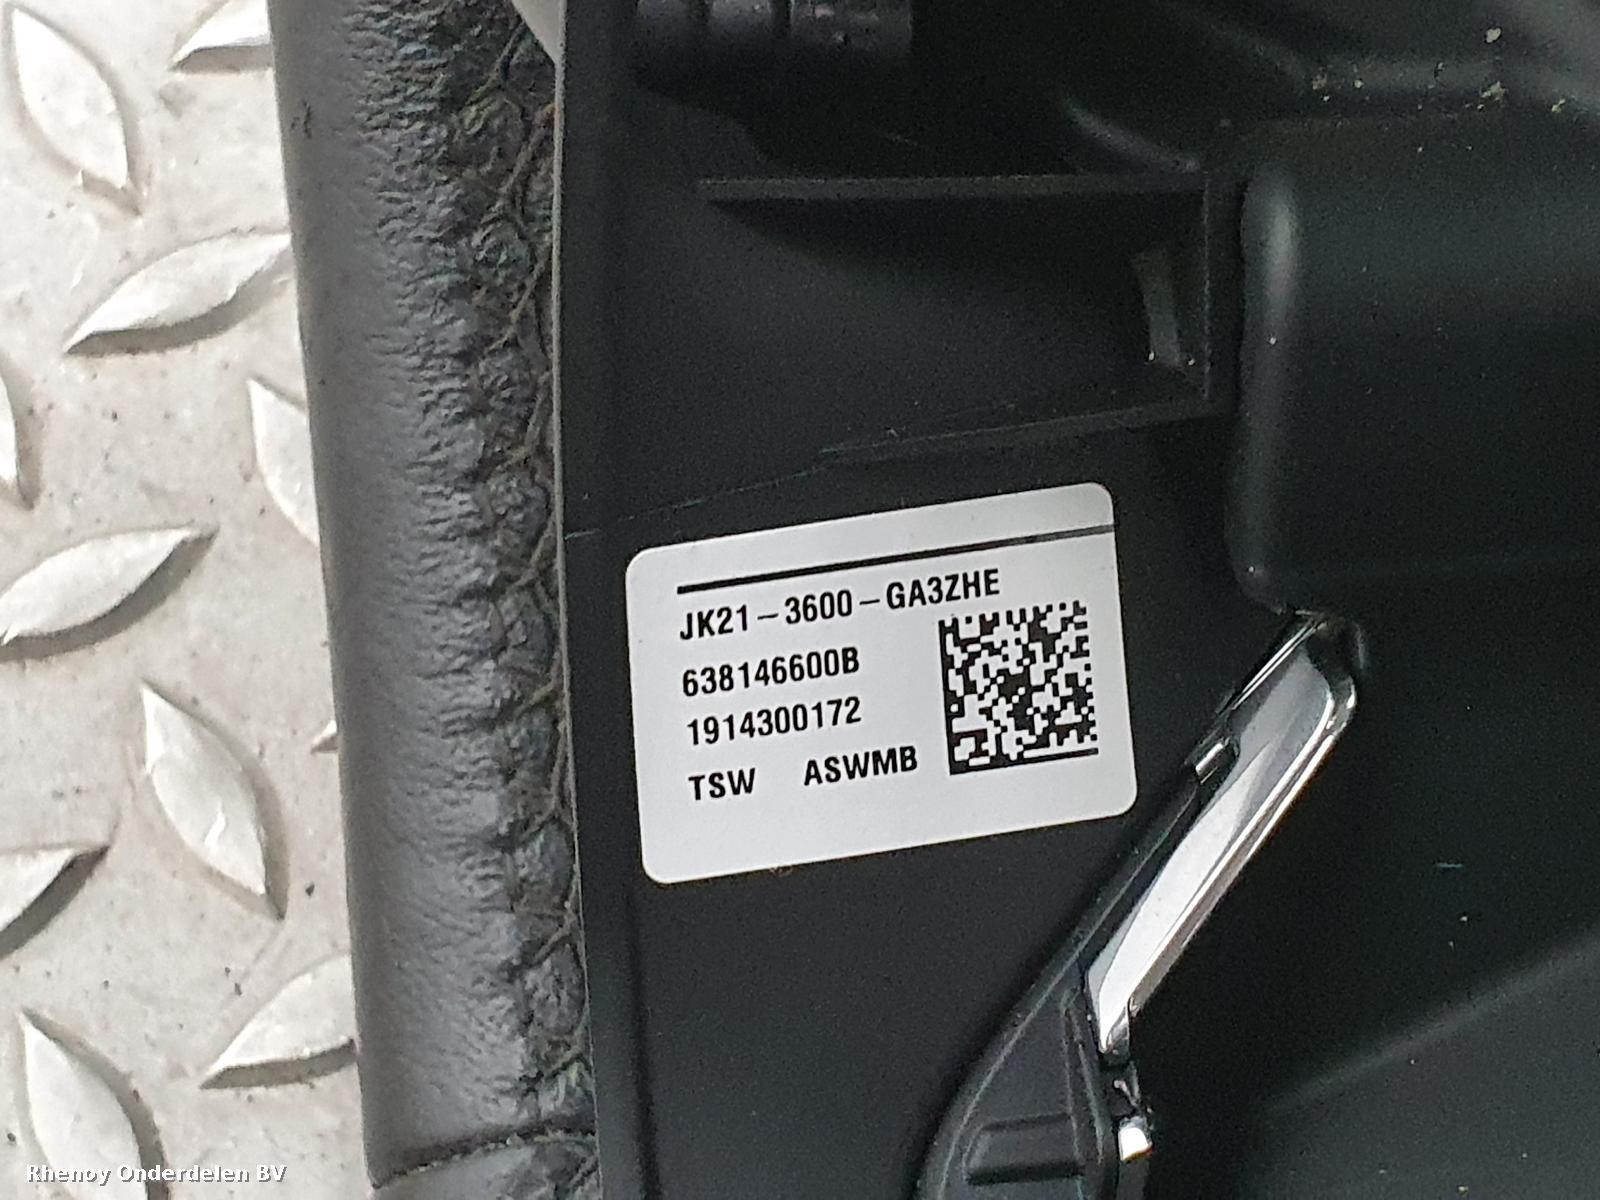 JK21-3600-GA3ZHE
638146600B
1914300172
TSW ASWMB
Rhenoy Onderdelen BV